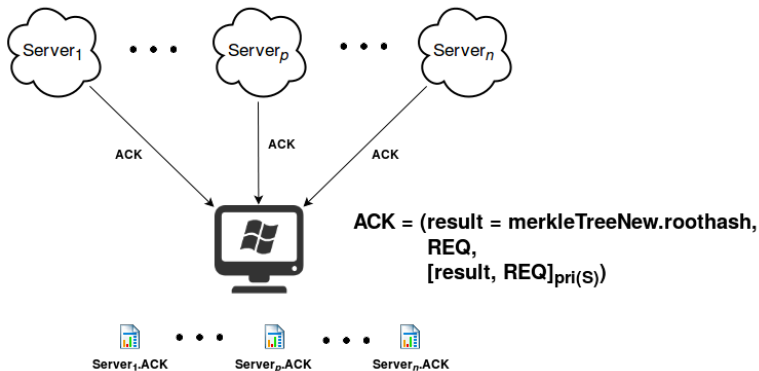 Server₁ Serverₚ Serverₙ
ACK ACK ACK
ACK = (result = merkleTreeNew.roothash,
REQ,
[result, REQ]pri(S))
Server₁.ACK Serverₚ.ACK Serverₙ.ACK